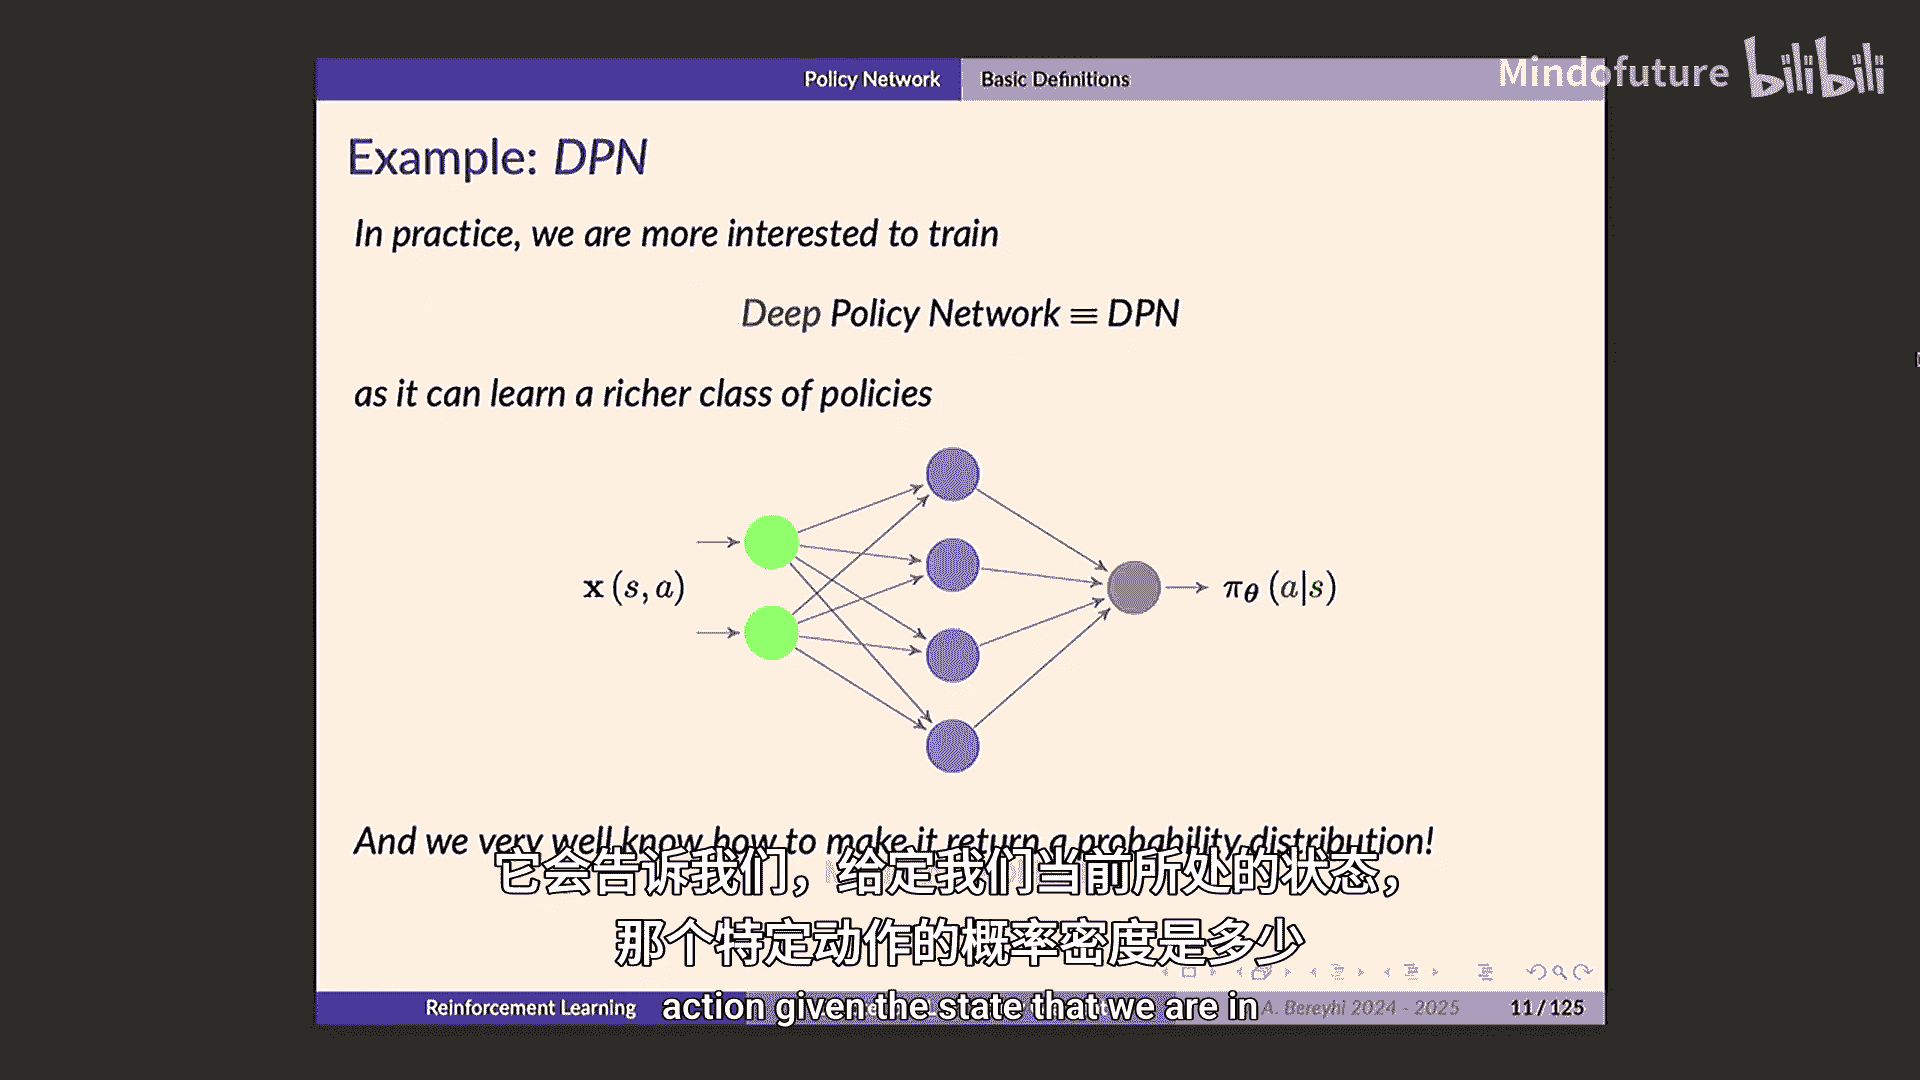 Policy Network Basic Definitions
Mindofuture bilibili
Example: DPN
In practice, we are more interested to train
Deep Policy Network ≡ DPN
as it can learn a richer class of policies
x (s, a)
πθ (a|s)
And we very well know how to make it return a probability distribution!
它会告诉我们，给定我们当前所处的状态，
那个特定动作的概率密度是多少
action given the state that we are in
Reinforcement Learning A. Bereyhi 2024 - 2025 11 / 125